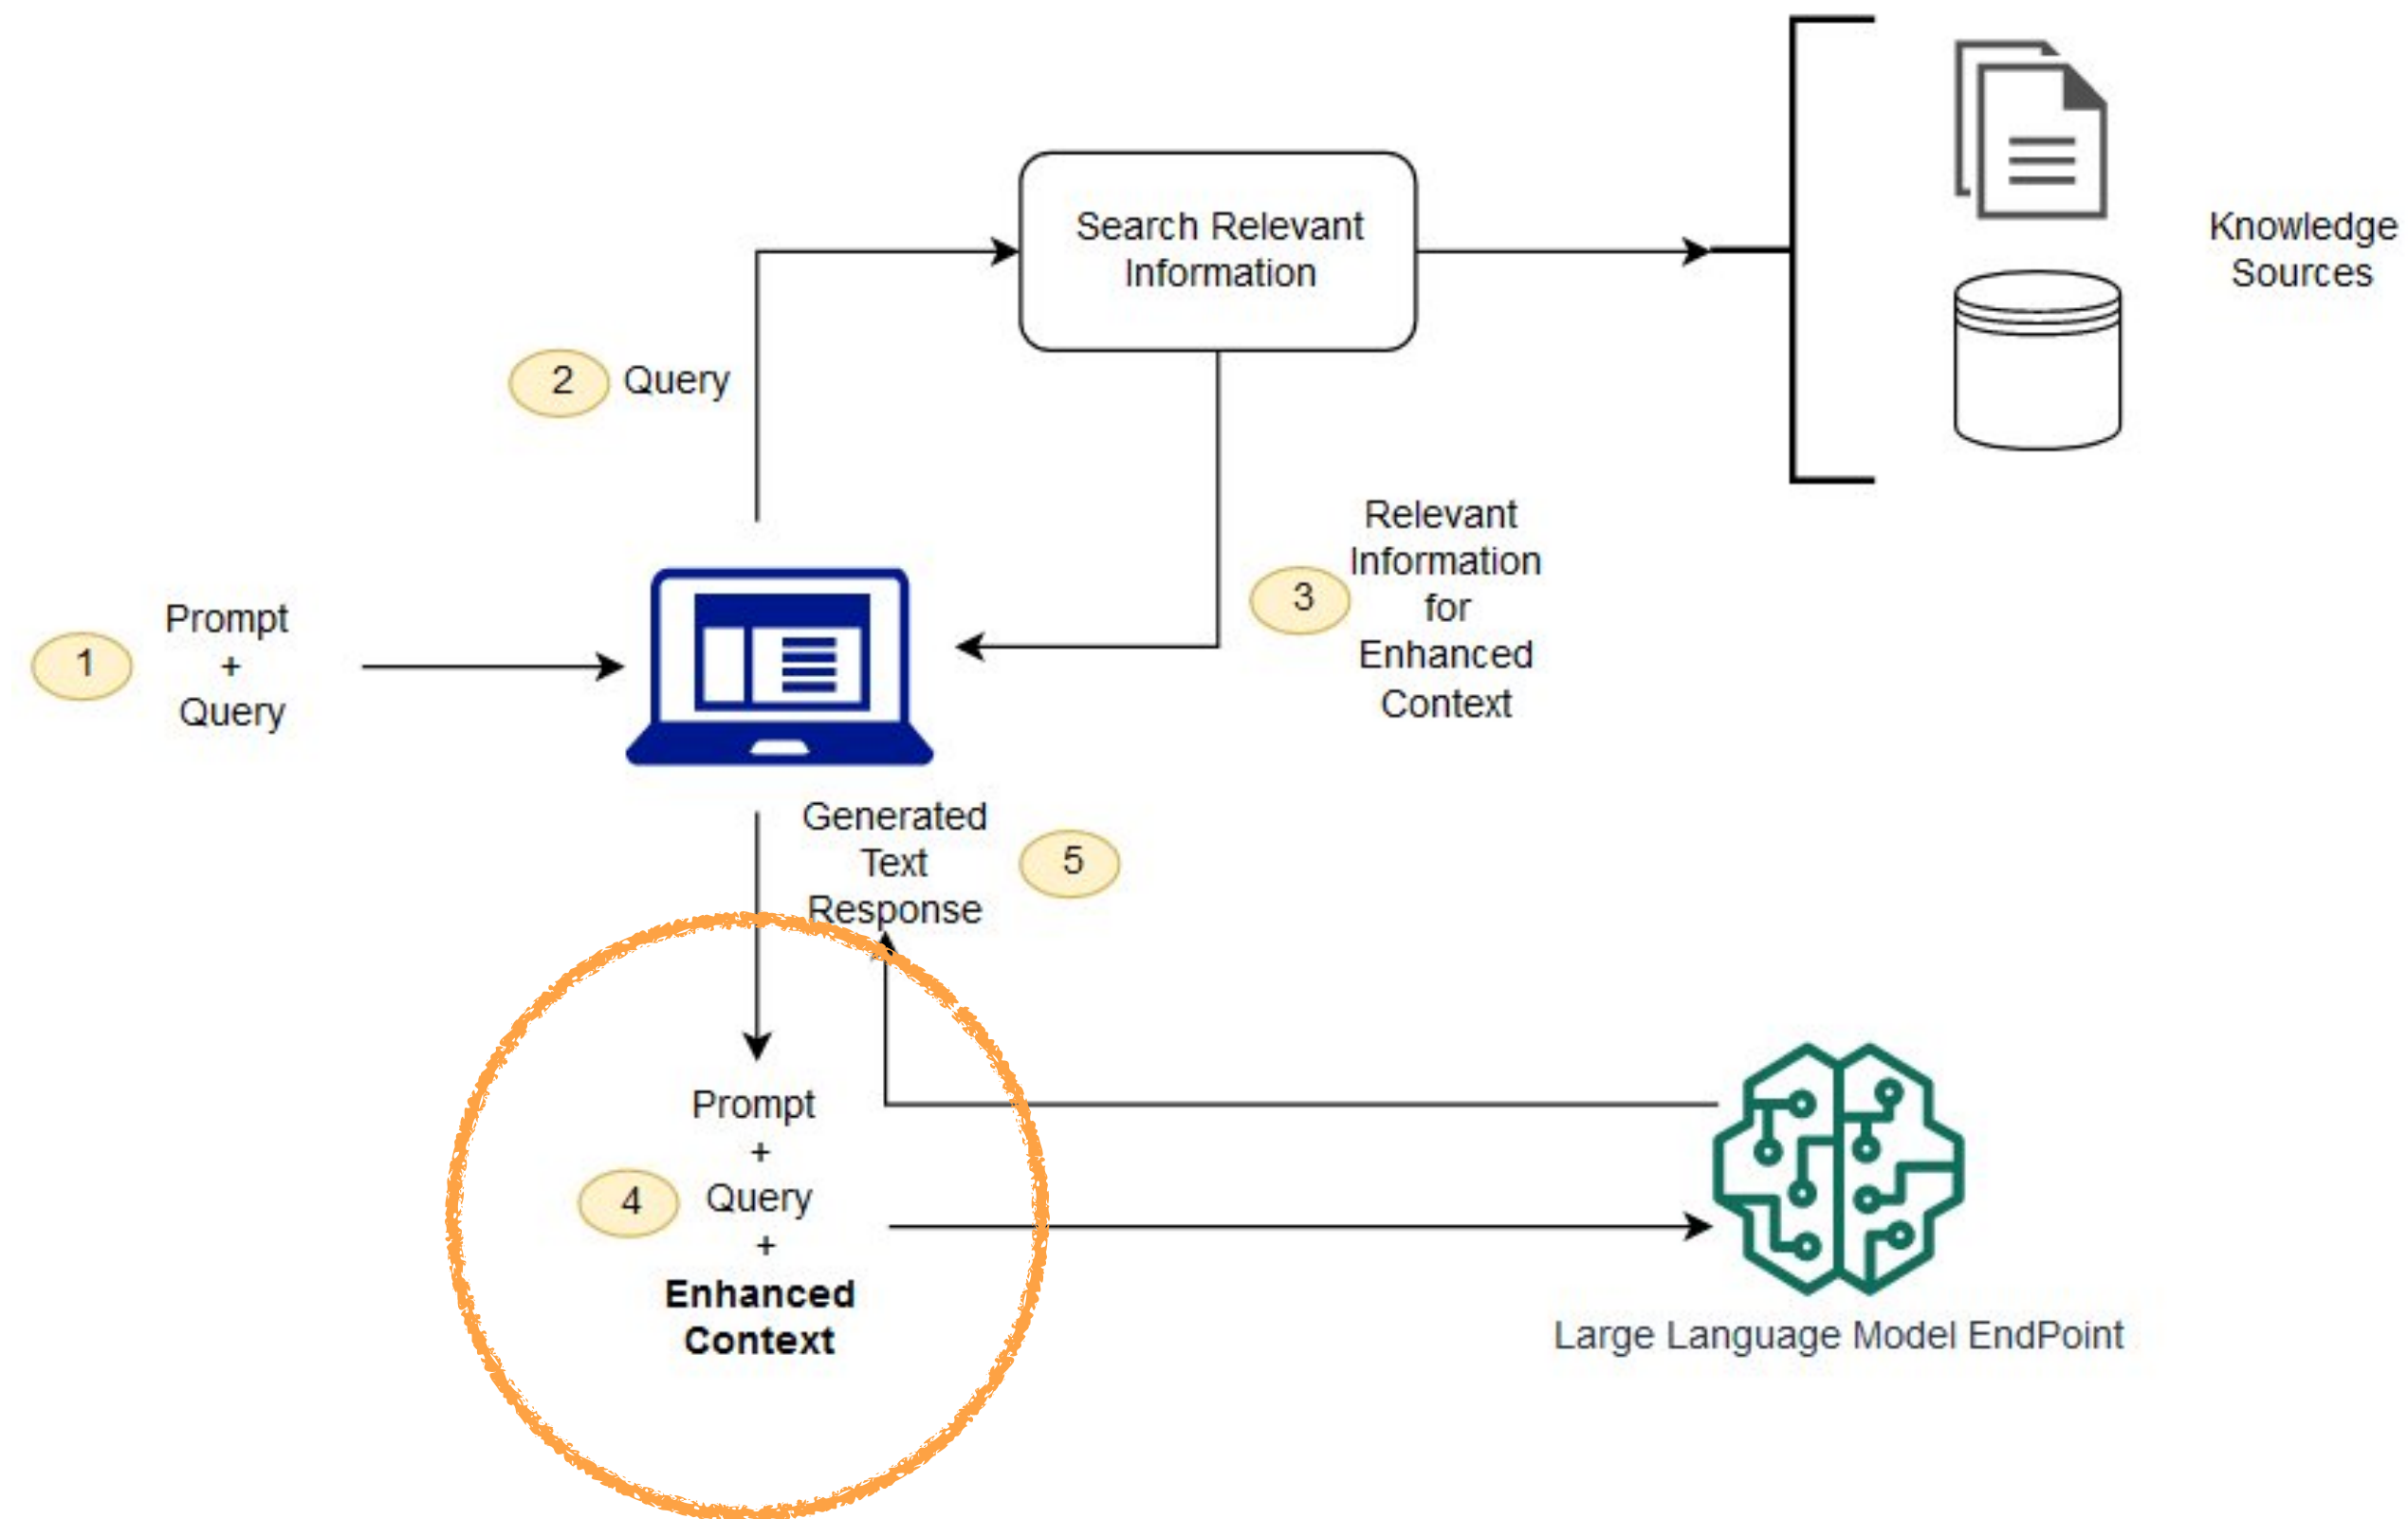 Search Relevant
Information
Knowledge
Sources
2
Query
Relevant
Information
for
Enhanced
Context
3
1
Prompt
+
Query
Generated
Text
Response
5
Prompt
+
4
Query
+
Enhanced
Context
Large Language Model EndPoint